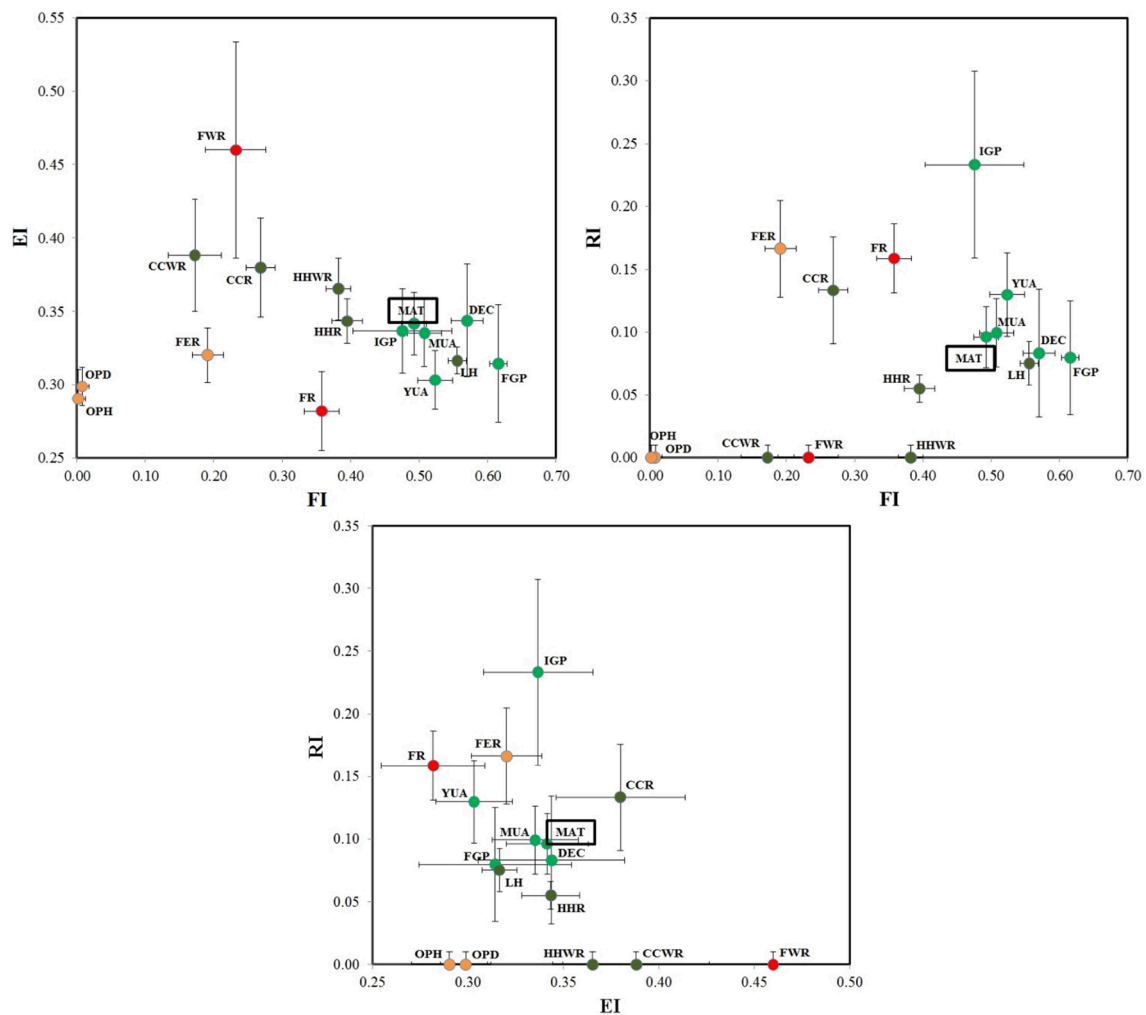 0.55
0.50
0.45
0.40
0.35
0.30
0.25
EI
FWR
CCWR
CCR
HHWR
MAT
DEC
HHR
IGP
MUA
FER
LH
FGP
YUA
OPD
OPH
FR
0.00 0.10 0.20 0.30 0.40 0.50 0.60 0.70
FI
0.35
0.30
0.25
0.20
0.15
0.10
0.05
0.00
RI
IGP
FER
FR
CCR
YUA
MUA
MAT
DEC
LH
FGP
HHR
OPH
OPD
CCWR
FWR
HHWR
0.00 0.10 0.20 0.30 0.40 0.50 0.60 0.70
FI
0.35
0.30
0.25
0.20
0.15
0.10
0.05
0.00
RI
IGP
FR
FER
YUA
CCR
MUA
MAT
FGP
DEC
LH
HHR
OPH
OPD
HHWR
CCWR
FWR
0.25 0.30 0.35 0.40 0.45 0.50
EI